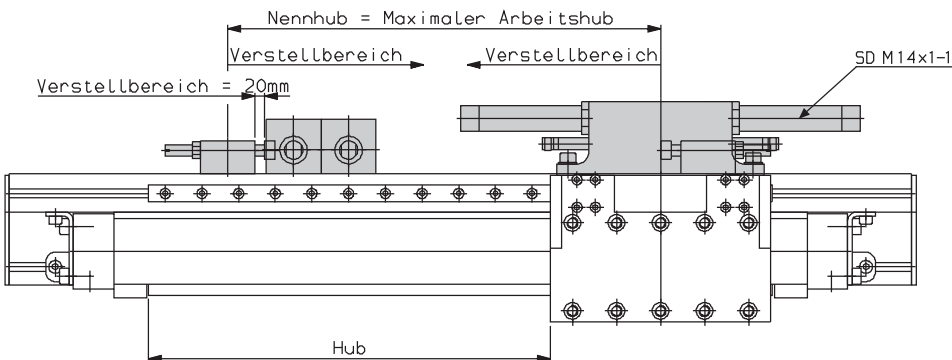 Nennhub = Maximaler Arbeitshub
Verstellbereich
Verstellbereich
SD M14x1-1
Verstellbereich = 20mm
Hub